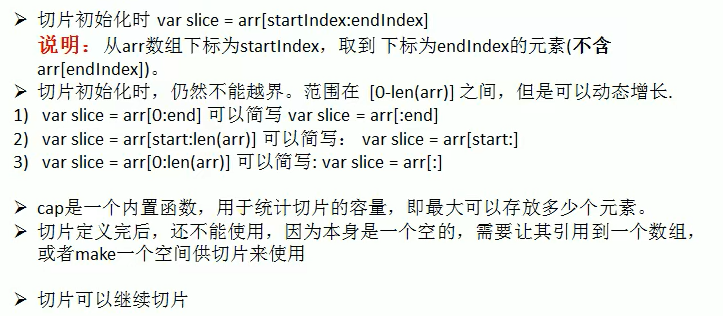 ➢ 切片初始化时 var slice = arr[startIndex:endIndex]
说明：从arr数组下标为startIndex，取到 下标为endIndex的元素(不含
arr[endIndex])。
➢ 切片初始化时，仍然不能越界。范围在 [0-len(arr)] 之间，但是可以动态增长.
1) var slice = arr[0:end] 可以简写 var slice = arr[:end]
2) var slice = arr[start:len(arr)] 可以简写： var slice = arr[start:]
3) var slice = arr[0:len(arr)] 可以简写: var slice = arr[:]
➢ cap是一个内置函数，用于统计切片的容量，即最大可以存放多少个元素。
➢ 切片定义完后，还不能使用，因为本身是一个空的，需要让其引用到一个数组，
或者make一个空间供切片来使用
➢ 切片可以继续切片